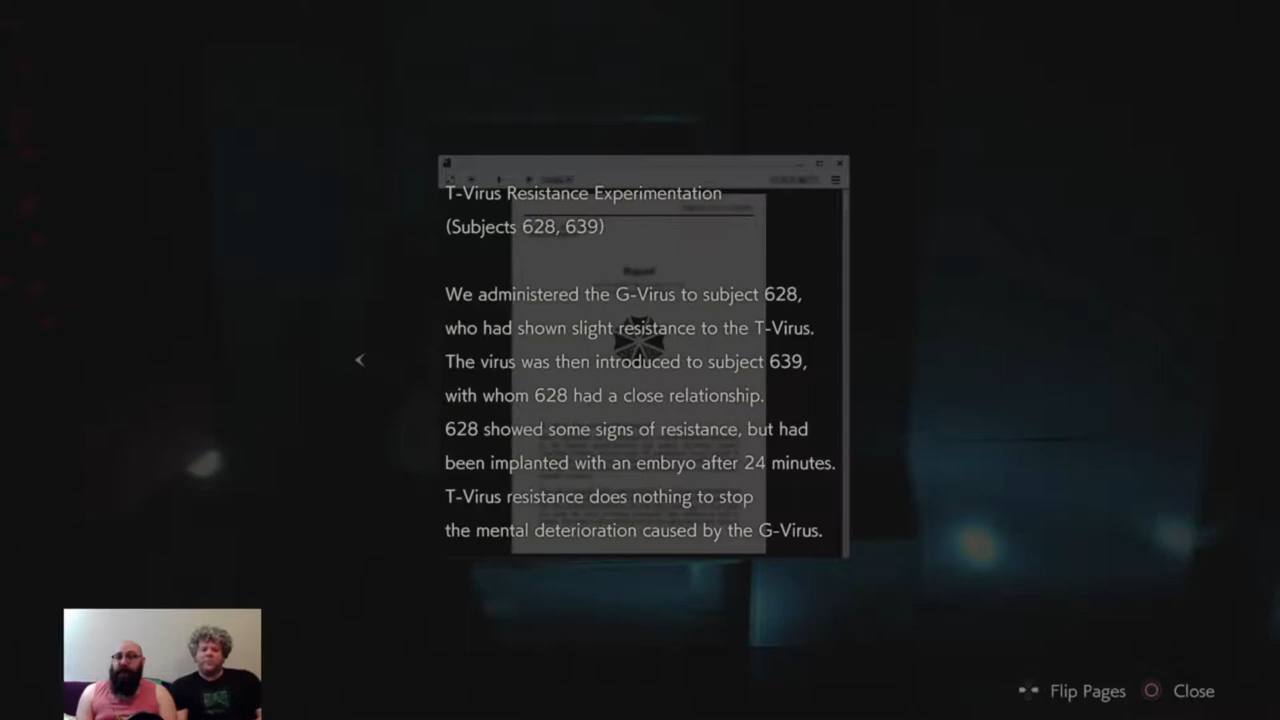 T-Virus Resistance Experimentation
(Subjects 628, 639)
We administered the G-Virus to subject 628,
who had shown slight resistance to the T-Virus.
The virus was then introduced to subject 639,
with whom 628 had a close relationship.
628 showed some signs of resistance, but had
been implanted with an embryo after 24 minutes.
T-Virus resistance does nothing to stop
the mental deterioration caused by the G-Virus.
Flip Pages
Close